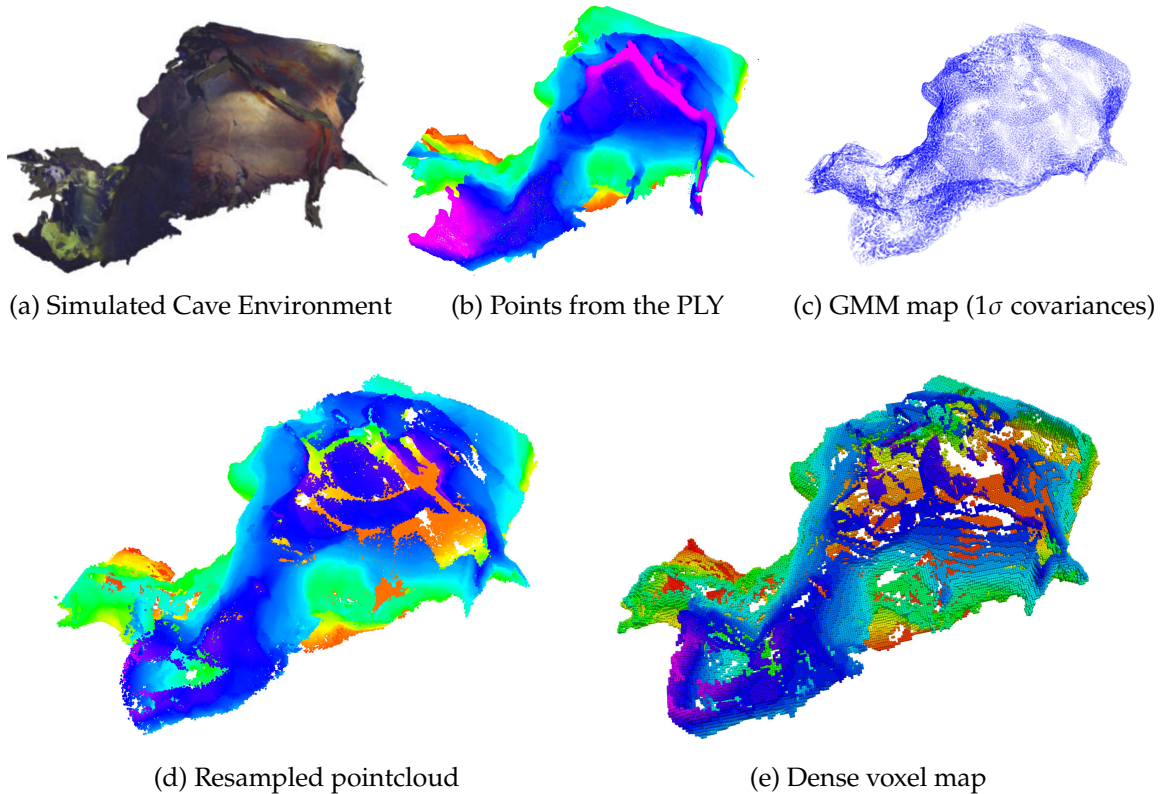 (a) Simulated Cave Environment
(b) Points from the PLY
(c) GMM map (1σ covariances)
(d) Resampled pointcloud
(e) Dense voxel map